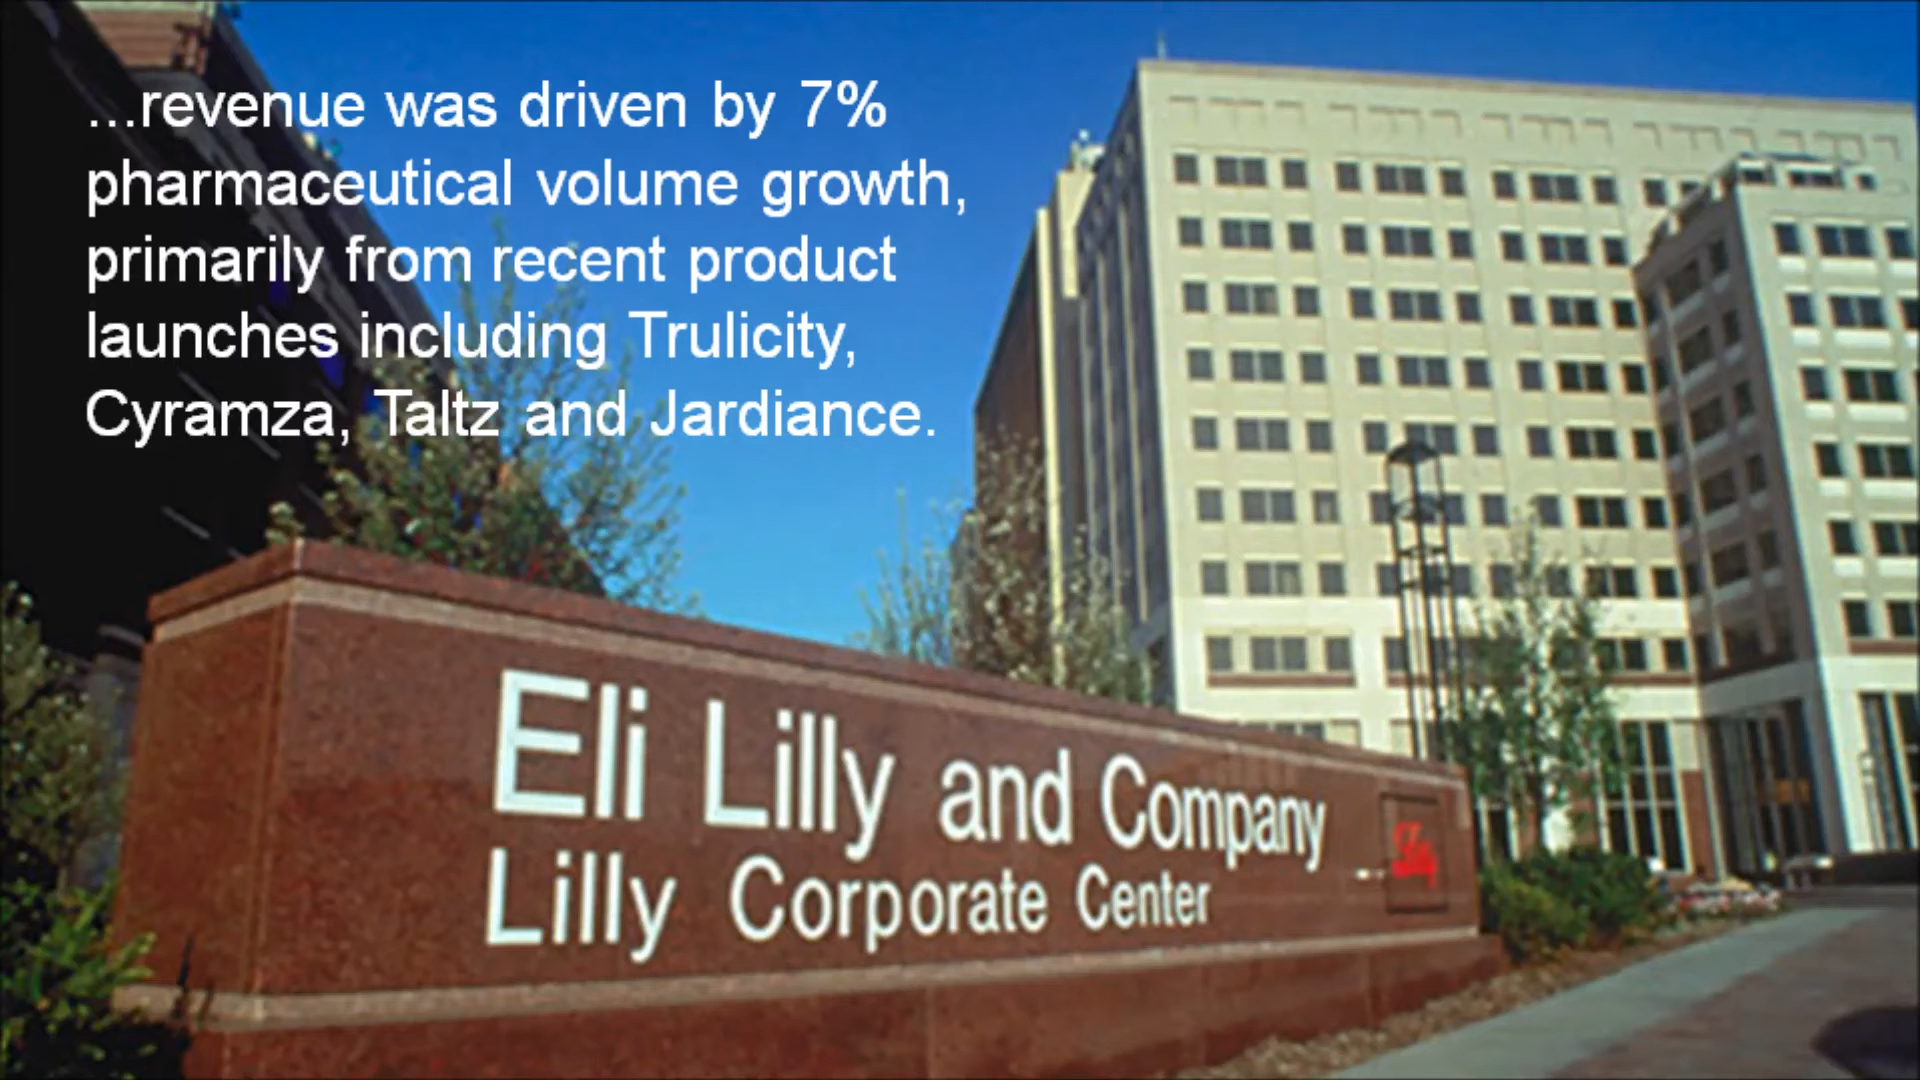 ...revenue was driven by 7%
pharmaceutical volume growth,
primarily from recent product
launches including Trulicity,
Cyramza, Taltz and Jardiance.
Eli Lilly and Company
Lilly
Lilly Corporate Center